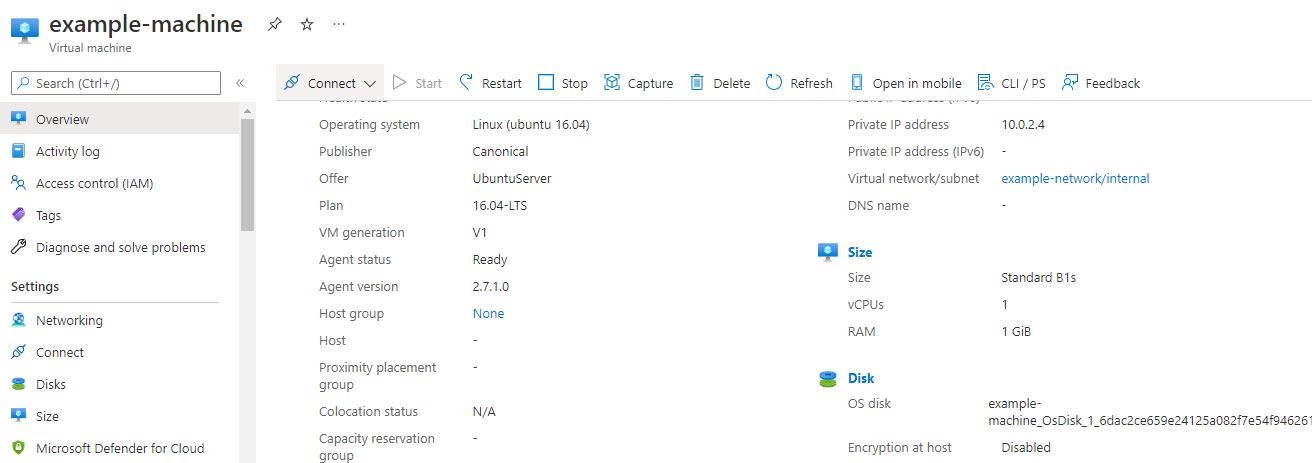 example-machine
Virtual machine
Search (Ctrl+/)
Connect Start Restart Stop Capture Delete Refresh Open in mobile CLI / PS Feedback
Overview
Activity log
Access control (IAM)
Tags
Diagnose and solve problems
Settings
Networking
Connect
Disks
Size
Microsoft Defender for Cloud
Operating system Linux (ubuntu 16.04)
Publisher Canonical
Offer UbuntuServer
Plan 16.04-LTS
VM generation V1
Agent status Ready
Agent version 2.7.1.0
Host group None
Host -
Proximity placement -
group
Colocation status N/A
Capacity reservation -
group
Private IP address 10.0.2.4
Private IP address (IPv6) -
Virtual network/subnet example-network/internal
DNS name -
Size
Size Standard B1s
vCPUs 1
RAM 1 GiB
Disk
OS disk example-
machine_OsDisk_1_6dac2ce659e24125a082f7e54f946261
Encryption at host Disabled